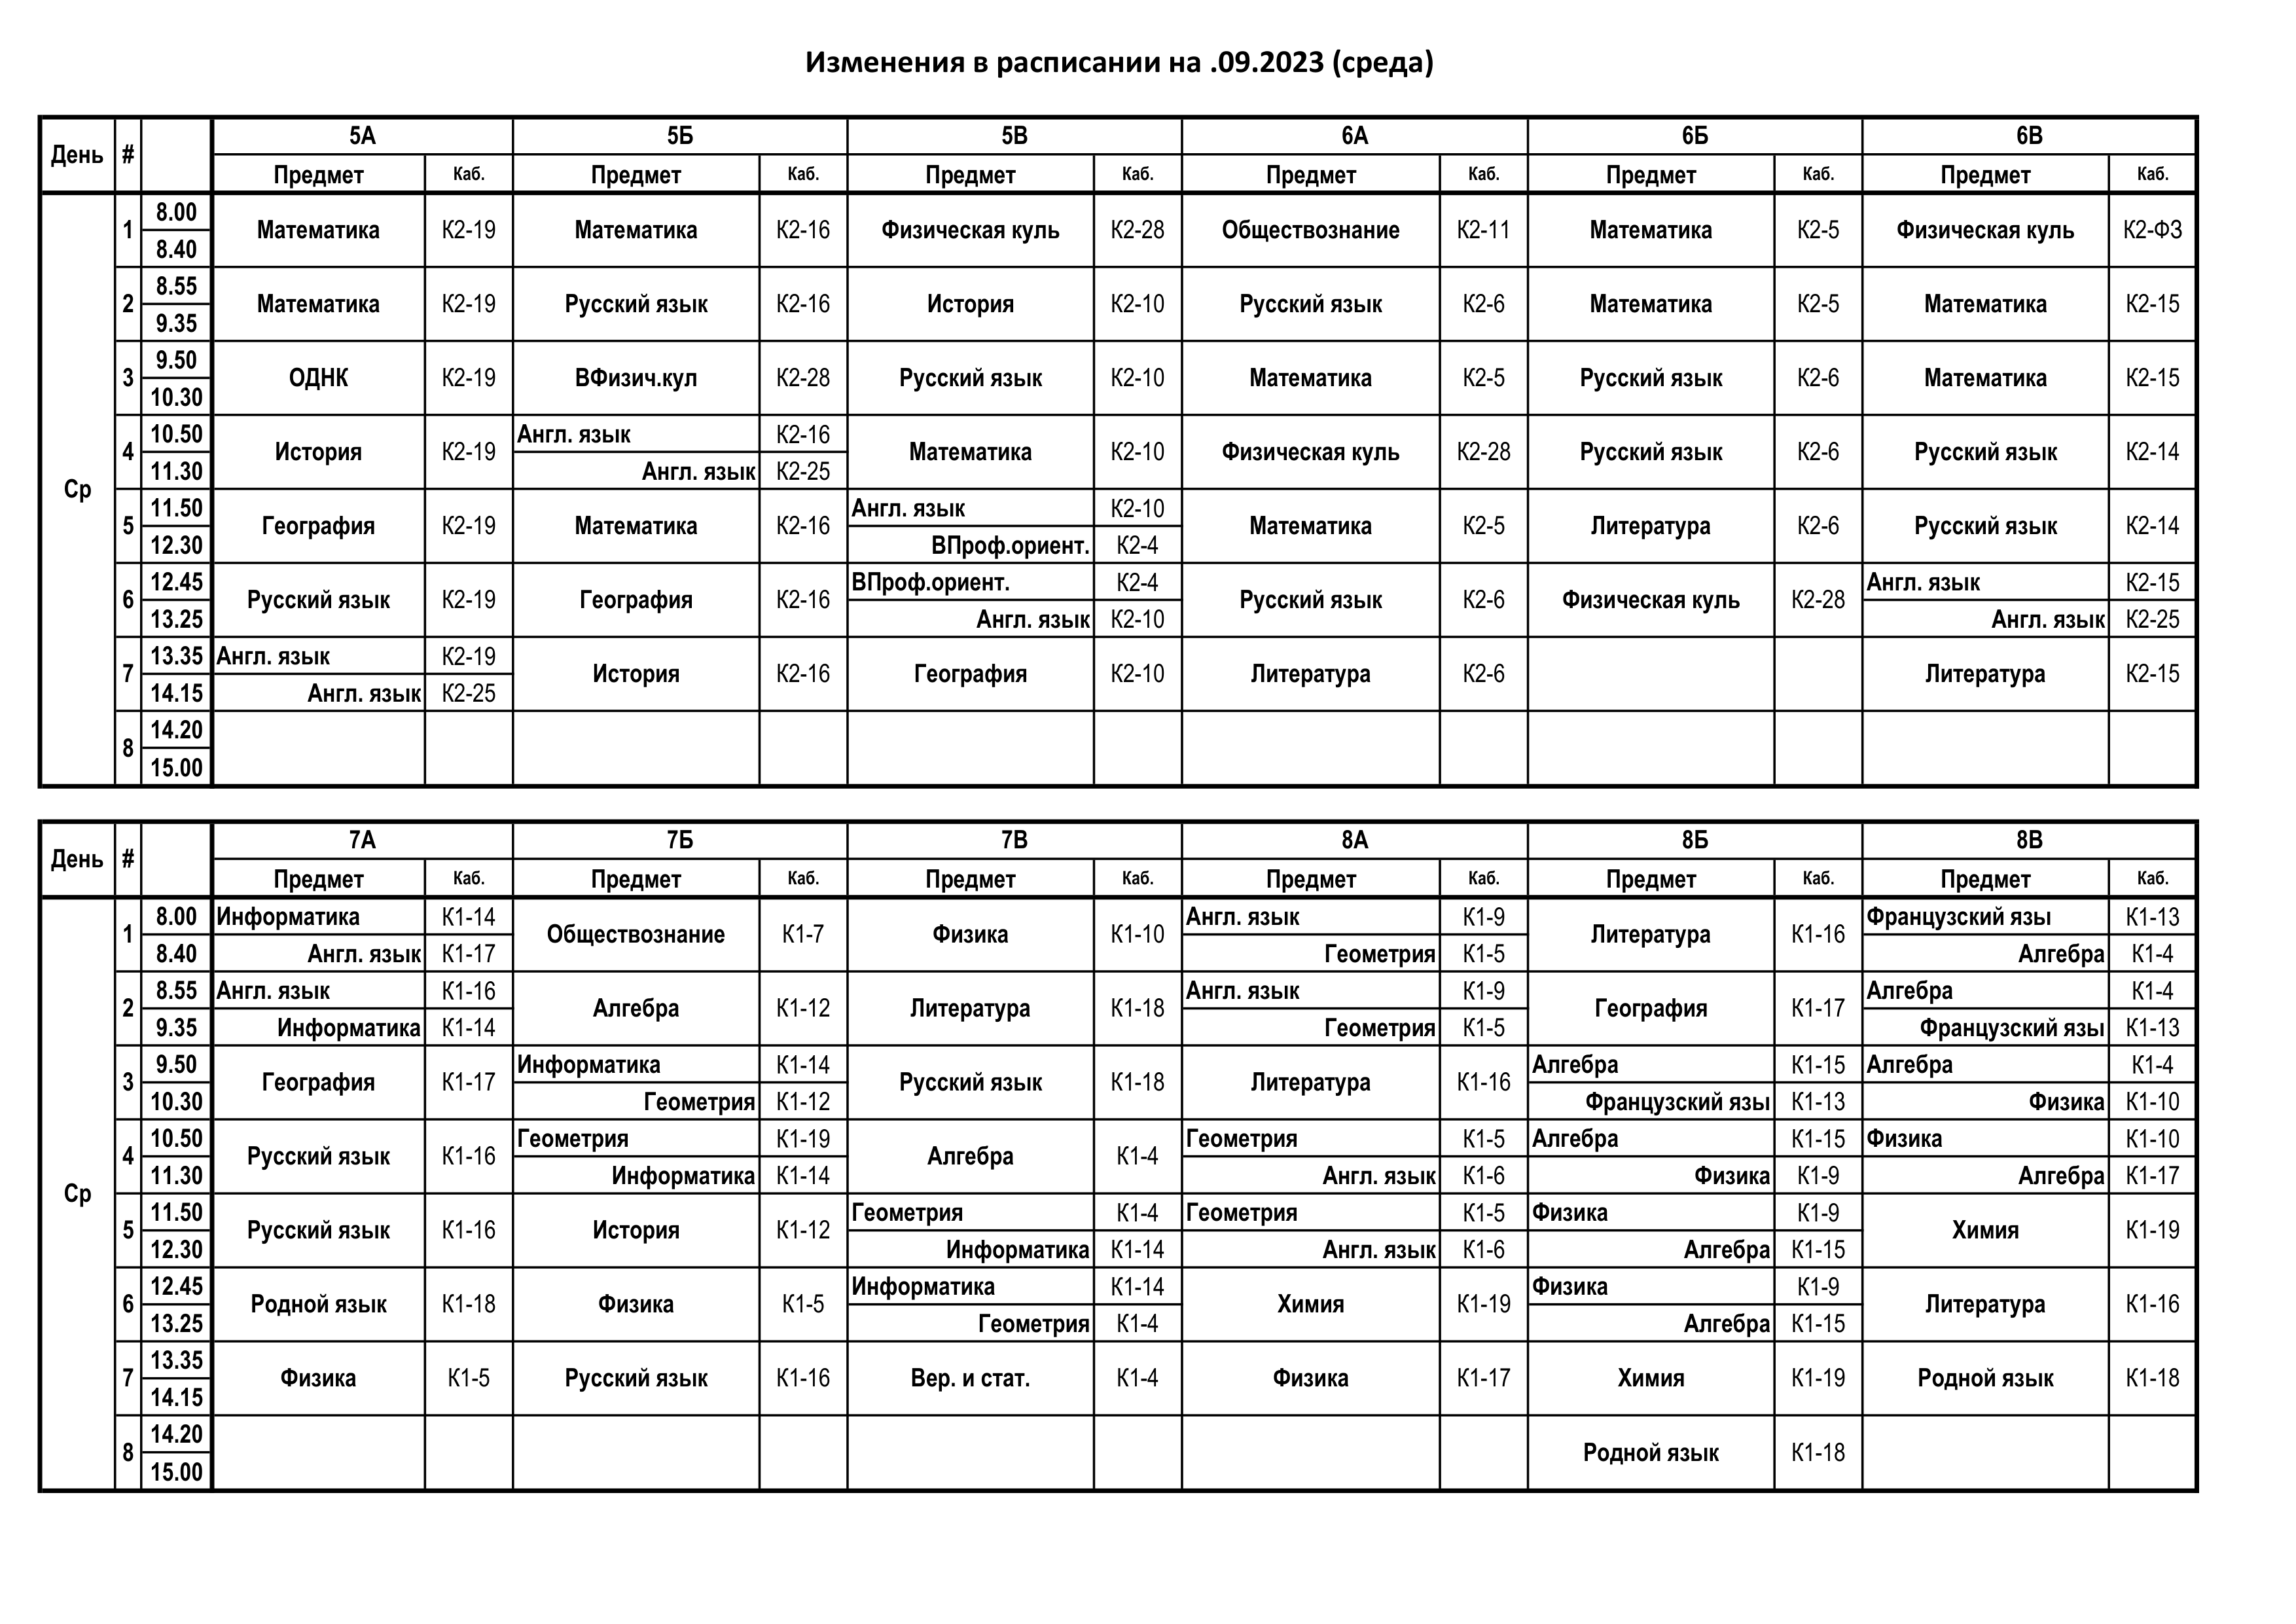 Изменения в расписании на .09.2023 (среда)
День # 5А 5Б 5В 6А 6Б 6В
Предмет Каб. Предмет Каб. Предмет Каб. Предмет Каб. Предмет Каб. Предмет Каб.
Ср
1 8.00 8.40 Математика К2-19 Математика К2-16 Физическая куль К2-28 Обществознание К2-11 Математика К2-5 Физическая куль К2-ФЗ
2 8.55 9.35 Математика К2-19 Русский язык К2-16 История К2-10 Русский язык К2-6 Математика К2-5 Математика К2-15
3 9.50 10.30 ОДНК К2-19 ВФизич.кул К2-28 Русский язык К2-10 Математика К2-5 Русский язык К2-6 Математика К2-15
4 10.50 11.30 История К2-19 Англ. язык К2-16 Англ. язык К2-25 Математика К2-10 Физическая куль К2-28 Русский язык К2-6 Русский язык К2-14
5 11.50 12.30 География К2-19 Математика К2-16 Англ. язык К2-10 ВПроф.ориент. К2-4 Математика К2-5 Литература К2-6 Русский язык К2-14
6 12.45 13.25 Русский язык К2-19 География К2-16 ВПроф.ориент. К2-4 Англ. язык К2-10 Русский язык К2-6 Физическая куль К2-28 Англ. язык К2-15 Англ. язык К2-25
7 13.35 14.15 Англ. язык К2-19 Англ. язык К2-25 История К2-16 География К2-10 Литература К2-6 Литература К2-15
8 14.20 15.00
День # 7А 7Б 7В 8А 8Б 8В
Предмет Каб. Предмет Каб. Предмет Каб. Предмет Каб. Предмет Каб. Предмет Каб.
Ср
1 8.00 8.40 Информатика К1-14 Англ. язык К1-17 Обществознание К1-7 Физика К1-10 Англ. язык К1-9 Геометрия К1-5 Литература К1-16 Французский язы К1-13 Алгебра К1-4
2 8.55 9.35 Англ. язык К1-16 Информатика К1-14 Алгебра К1-12 Литература К1-18 Англ. язык К1-9 Геометрия К1-5 География К1-17 Алгебра К1-4 Французский язы К1-13
3 9.50 10.30 География К1-17 Информатика К1-14 Геометрия К1-12 Русский язык К1-18 Литература К1-16 Алгебра К1-15 Французский язы К1-13 Алгебра К1-4 Физика К1-10
4 10.50 11.30 Русский язык К1-16 Геометрия К1-19 Информатика К1-14 Алгебра К1-4 Геометрия К1-5 Англ. язык К1-6 Алгебра К1-15 Физика К1-9 Физика К1-10 Алгебра К1-17
5 11.50 12.30 Русский язык К1-16 История К1-12 Геометрия К1-4 Информатика К1-14 Геометрия К1-5 Англ. язык К1-6 Физика К1-9 Алгебра К1-15 Химия К1-19
6 12.45 13.25 Родной язык К1-18 Физика К1-5 Информатика К1-14 Геометрия К1-4 Химия К1-19 Физика К1-9 Алгебра К1-15 Литература К1-16
7 13.35 14.15 Физика К1-5 Русский язык К1-16 Вер. и стат. К1-4 Физика К1-17 Химия К1-19 Родной язык К1-18
8 14.20 15.00 Родной язык К1-18